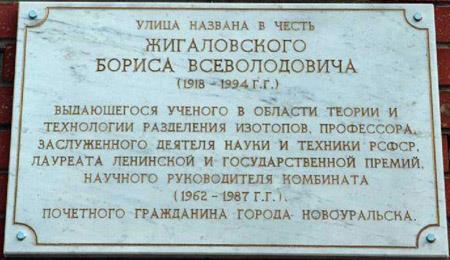 УЛИЦА НАЗВАНА В ЧЕСТЬ
ЖИГАЛОВСКОГО
БОРИСА ВСЕВОЛОДОВИЧА
(1918 - 1994 Г.Г.)
ВЫДАЮЩЕГОСЯ УЧЕНОГО В ОБЛАСТИ ТЕОРИИ И
ТЕХНОЛОГИИ РАЗДЕЛЕНИЯ ИЗОТОПОВ, ПРОФЕССОРА,
ЗАСЛУЖЕННОГО ДЕЯТЕЛЯ НАУКИ И ТЕХНИКИ РСФСР,
ЛАУРЕАТА ЛЕНИНСКОЙ И ГОСУДАРСТВЕННОЙ ПРЕМИЙ,
НАУЧНОГО РУКОВОДИТЕЛЯ КОМБИНАТА
(1962 - 1987 Г.Г.),
ПОЧЕТНОГО ГРАЖДАНИНА ГОРОДА НОВОУРАЛЬСКА.